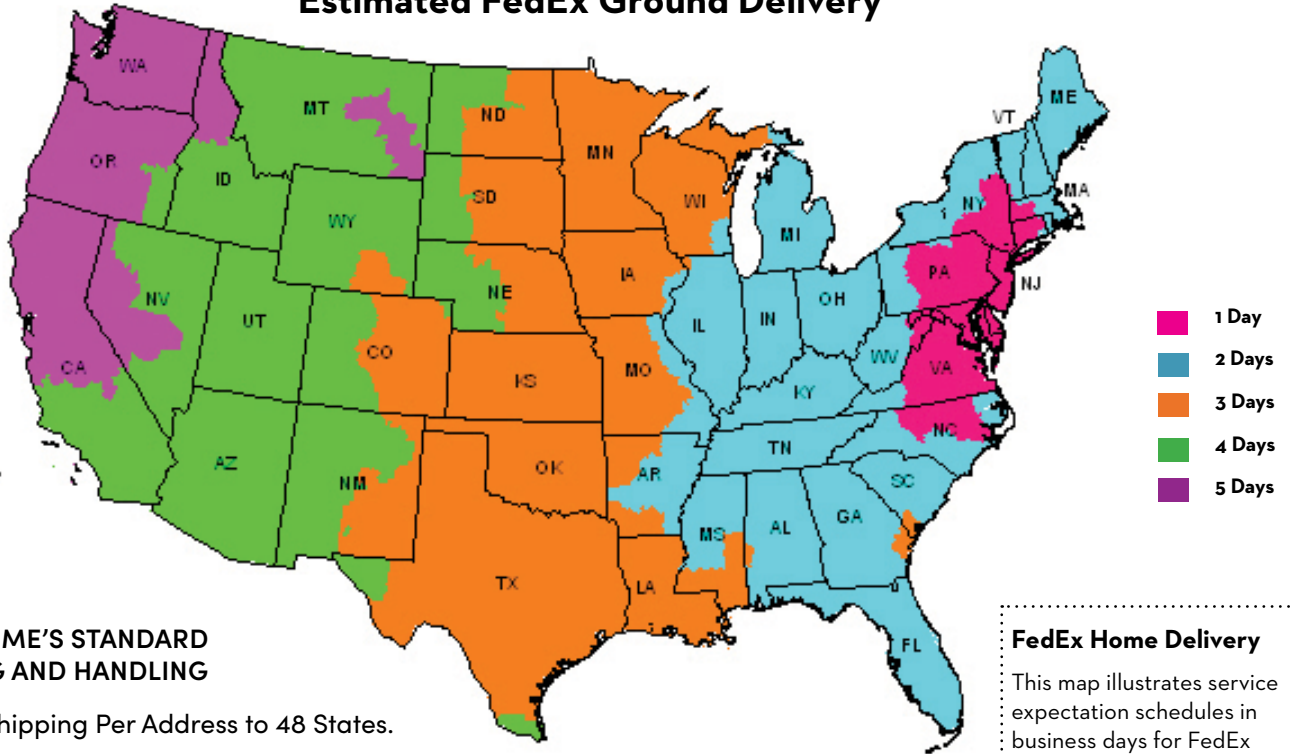 Estimated FedEx Ground Delivery
WA
MT
ND
MN
VT
ME
OR
ID
SD
WI
NY
MA
WY
MI
IA
PA
NE
NJ
NV
OH
UT
IL
IN
CO
WV
CA
MO
KS
VA
KY
NC
AZ
TN
OK
AR
NM
SC
MS
AL
GA
TX
LA
FL
1 Day
2 Days
3 Days
4 Days
5 Days
ME'S STANDARD
AND HANDLING
hipping Per Address to 48 States.
FedEx Home Delivery
This map illustrates service
expectation schedules in
business days for FedEx